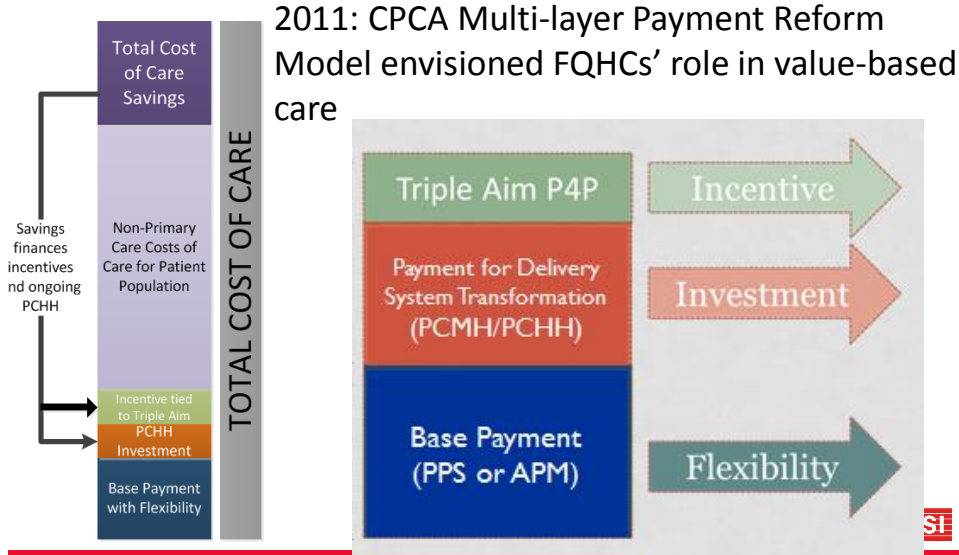 2011: CPCA Multi-layer Payment Reform
Model envisioned FQHCs' role in value-based
care
Total Cost
of Care
Savings
Savings
finances
incentives
nd ongoing
PCHH
Non-Primary
Care Costs of
Care for Patient
Population
Incentive tied
to Triple Aim
PCHH
Investment
Base Payment
with Flexibility
TOTAL COST OF CARE
Triple Aim P4P
Incentive
Payment for Delivery
System Transformation
(PCMH/PCHH)
Investment
Base Payment
(PPS or APM)
Flexibility
SI